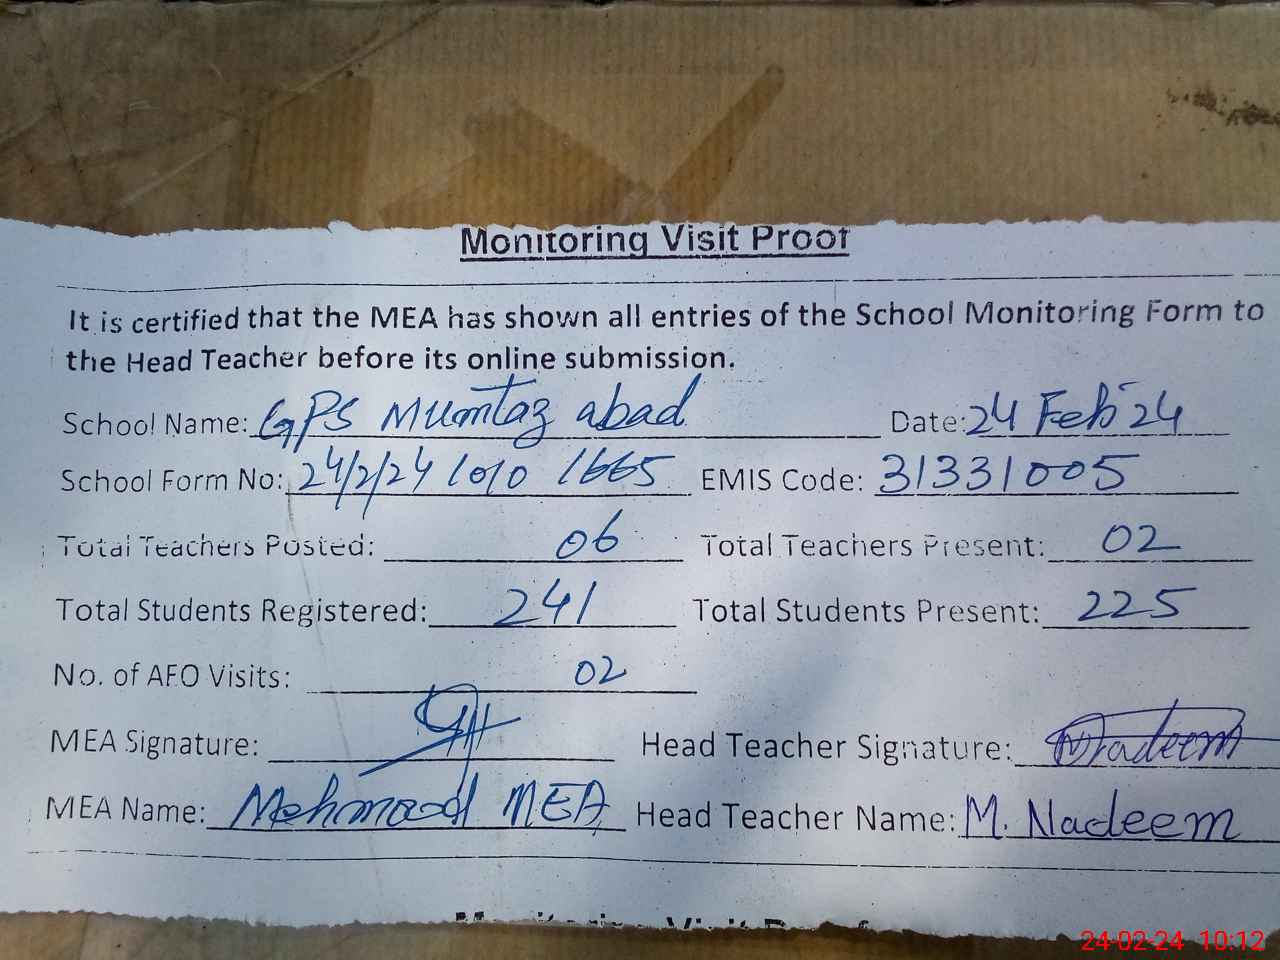 Monitoring Visit Proof
It is certified that the MEA has shown all entries of the School Monitoring Form to
the Head Teacher before its online submission.
School Name: GPS Mumtaz abad Date: 24 Feb 24
School Form No: 24/2/24 1010 1665 EMIS Code: 31331005
Total Teachers Posted: 06 Total Teachers Present: 02
Total Students Registered: 241 Total Students Present: 225
No. of AEO Visits: 02
MEA Signature: Head Teacher Signature: Nadeem
MEA Name: Mehmood MEA Head Teacher Name: M. Nadeem
Monitoring Visit Proof
24-02-24 10:12